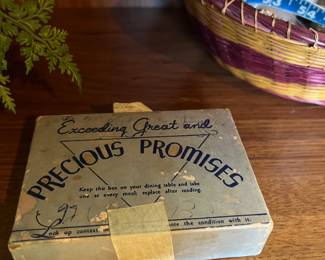 Exceeding Great and
PRECIOUS PROMISES
Keep this box on your dining table and take
one at every meal; replace after reading.
Look up context the condition with it.